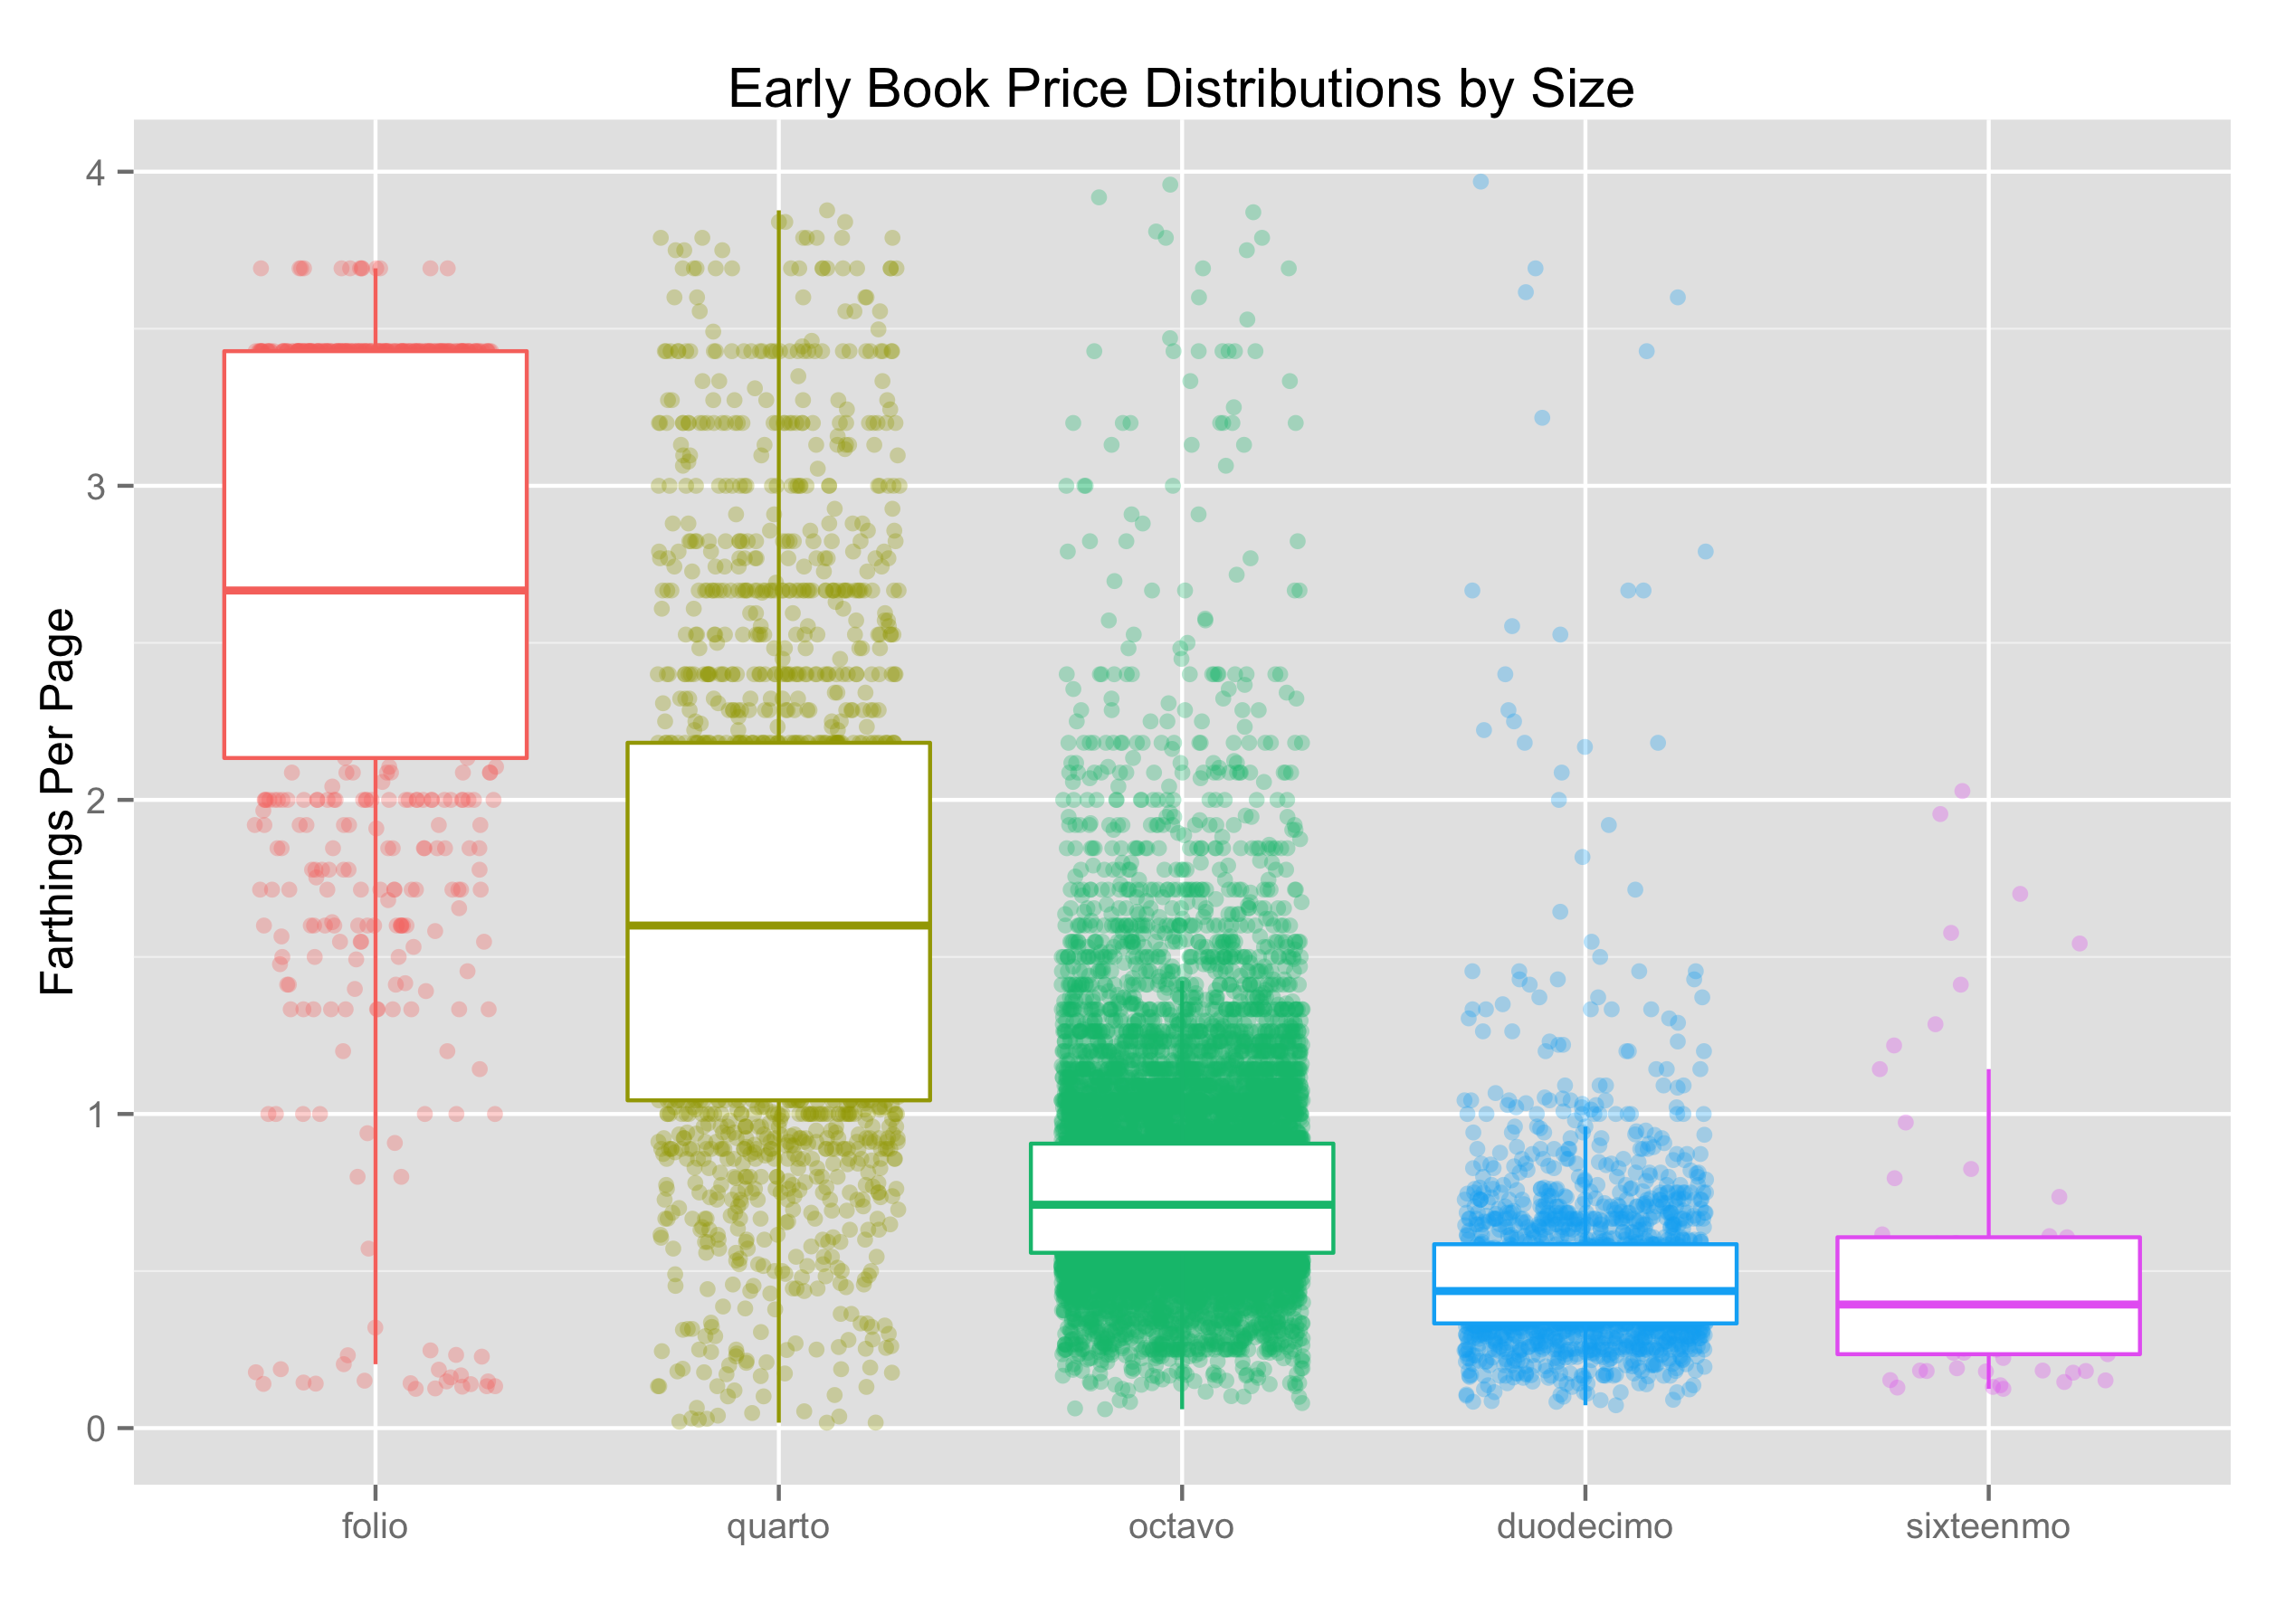 Early Book Price Distributions by Size
Farthings Per Page
4
3
2
1
0
folio quarto octavo duodecimo sixteenmo